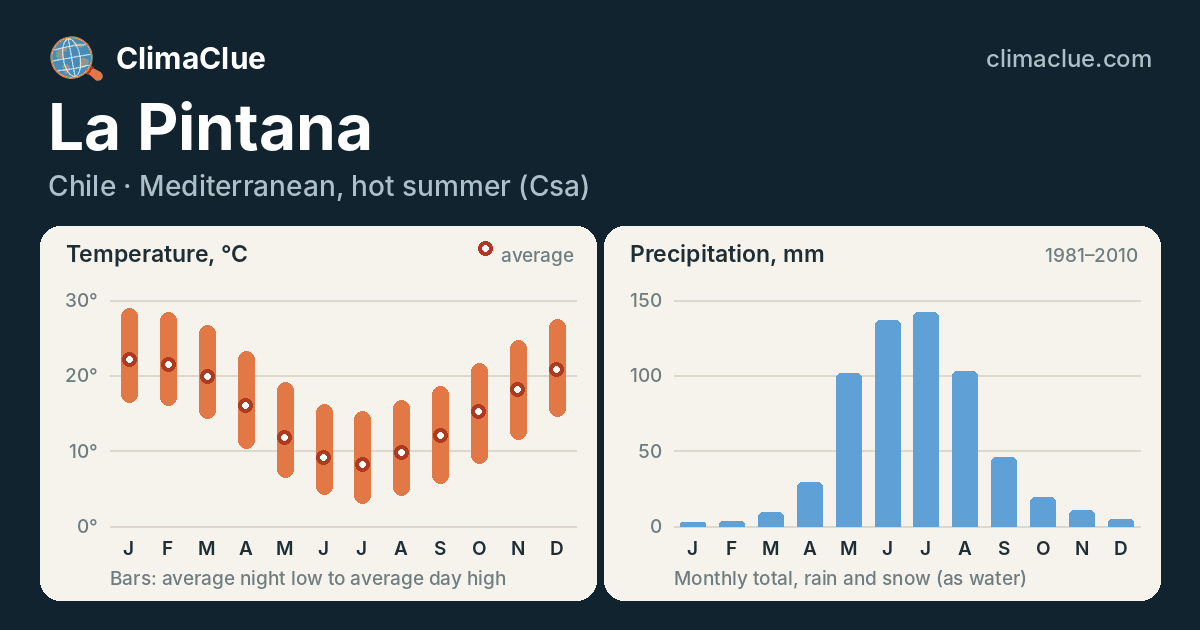 ClimaClue
climaclue.com
La Pintana
Chile · Mediterranean, hot summer (Csa)
Temperature, °C
average
30°
20°
10°
0°
J F M A M J J A S O N D
Bars: average night low to average day high
Precipitation, mm
1981–2010
150
100
50
0
J F M A M J J A S O N D
Monthly total, rain and snow (as water)